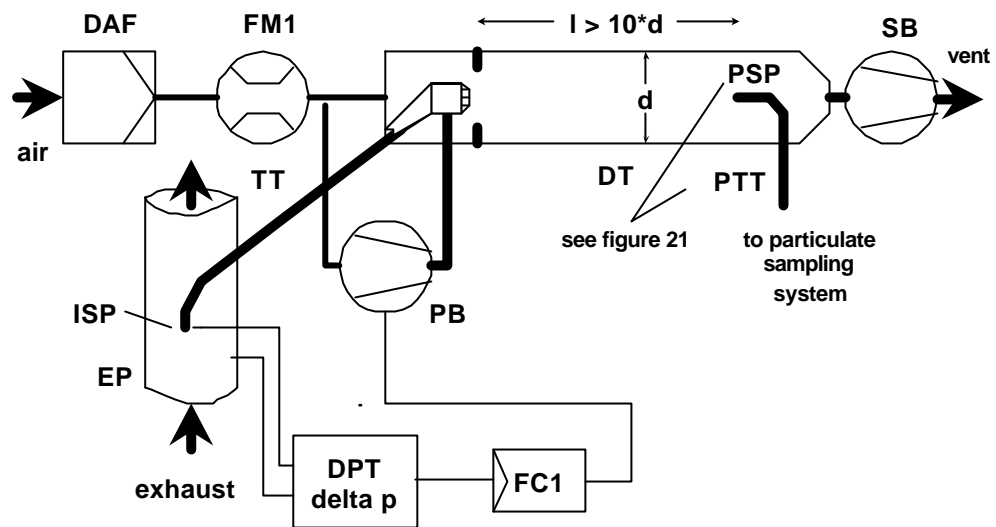 DAF
FM1
l > 10*d
SB
vent
PSP
d
air
TT
DT
PTT
see figure 21
to particulate
sampling
system
ISP
PB
EP
DPT
delta p
FC1
exhaust